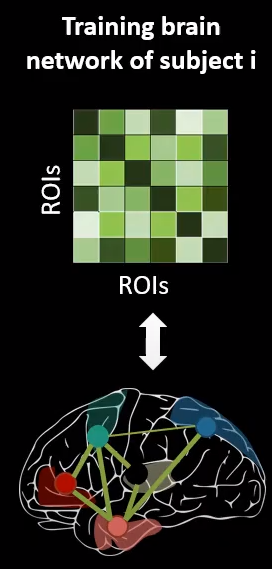 Training brain
network of subject i
ROIs
ROIs